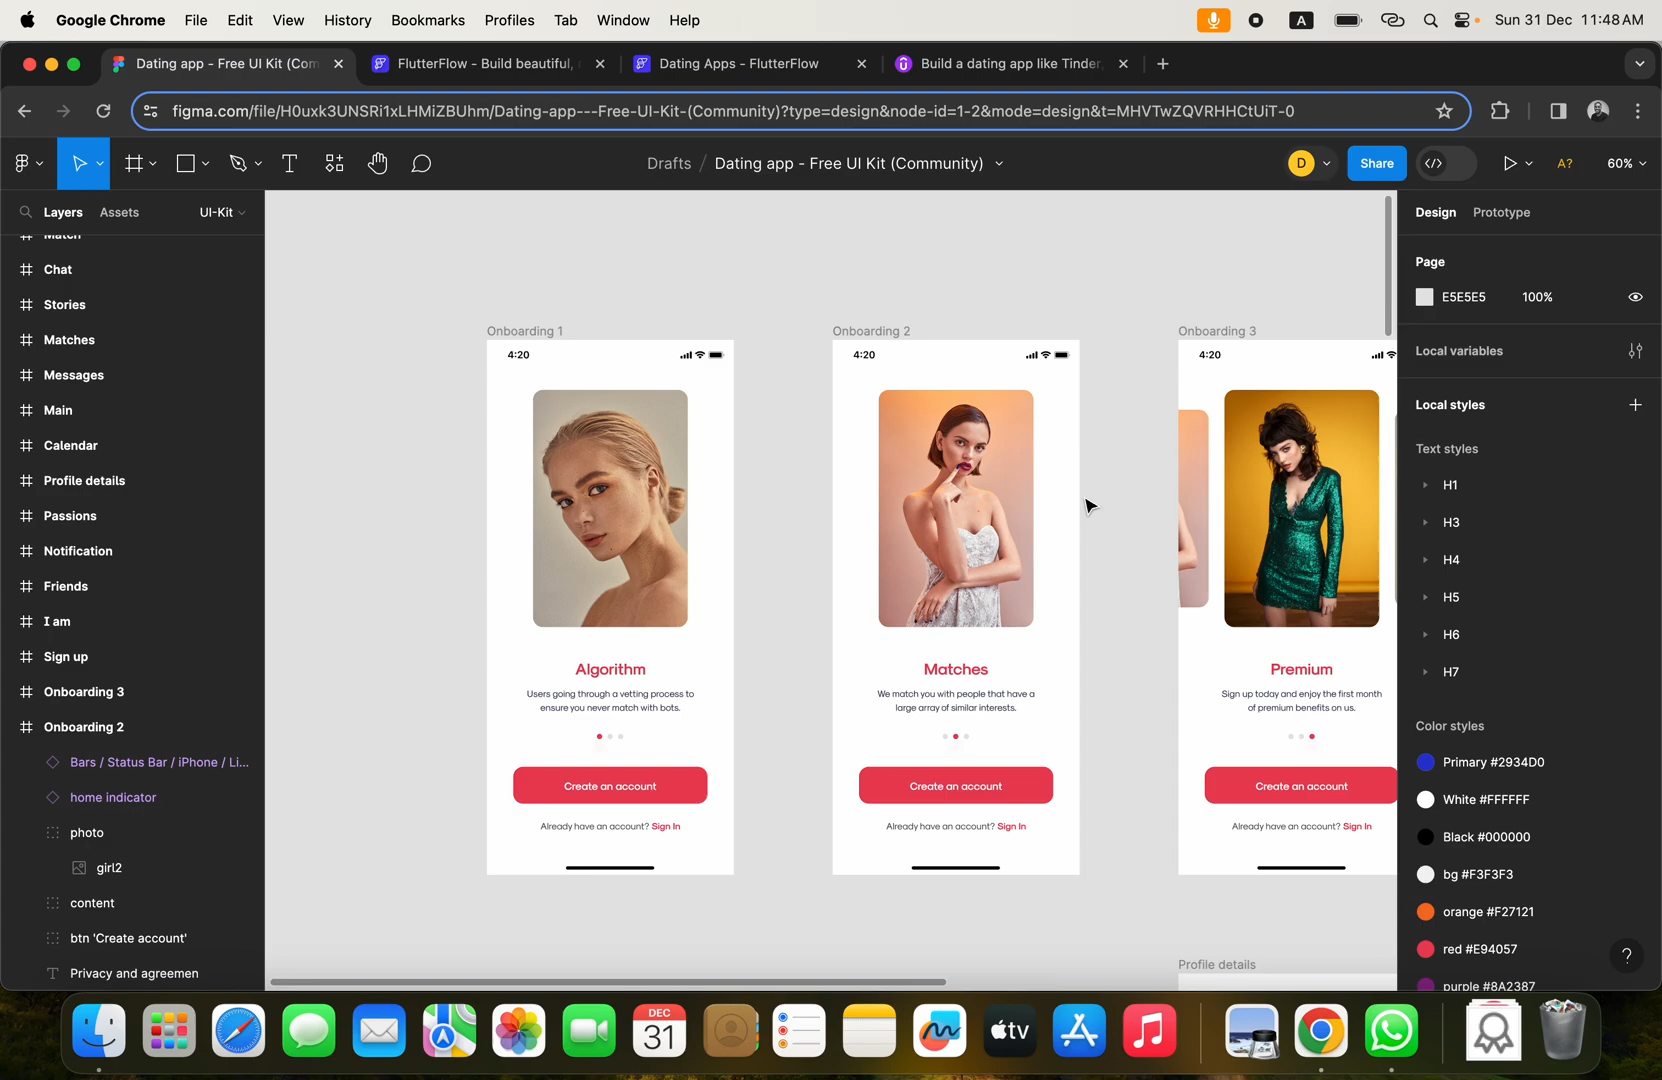 Google Chrome File Edit View History Bookmarks Profiles Tab Window Help A Sun 31 Dec 11:48 AM
Dating app - Free UI Kit (Com FlutterFlow - Build beautiful, Dating Apps - FlutterFlow Build a dating app like Tinder,
figma.com/file/H0uxk3UNSRi1xLHMiZBUhm/Dating-app---Free-UI-Kit-(Community)?type=design&node-id=1-2&mode=design&t=MHVTwZQVRHHCtUiT-0
Drafts / Dating app - Free UI Kit (Community) D Share A? 60%
Layers Assets UI-Kit
Design Prototype
Match
Chat
Stories
Matches
Messages
Main
Calendar
Profile details
Passions
Notification
Friends
I am
Sign up
Onboarding 3
Onboarding 2
Bars / Status Bar / iPhone / Li...
home indicator
photo
girl2
content
btn 'Create account'
Privacy and agreemen
Onboarding 1
4:20
Algorithm
Users going through a vetting process to
ensure you never match with bots.
Create an account
Already have an account? Sign In
Onboarding 2
4:20
Matches
We match you with people that have a
large array of similar interests.
Create an account
Already have an account? Sign In
Onboarding 3
4:20
Premium
Sign up today and enjoy the first month
of premium benefits on us.
Create an account
Already have an account? Sign In
Profile details
Page
E5E5E5 100%
Local variables
Local styles
Text styles
H1
H3
H4
H5
H6
H7
Color styles
Primary #2934D0
White #FFFFFF
Black #000000
bg #F3F3F3
orange #F27121
red #E94057
purple #8A2387
?
DEC
31
tv